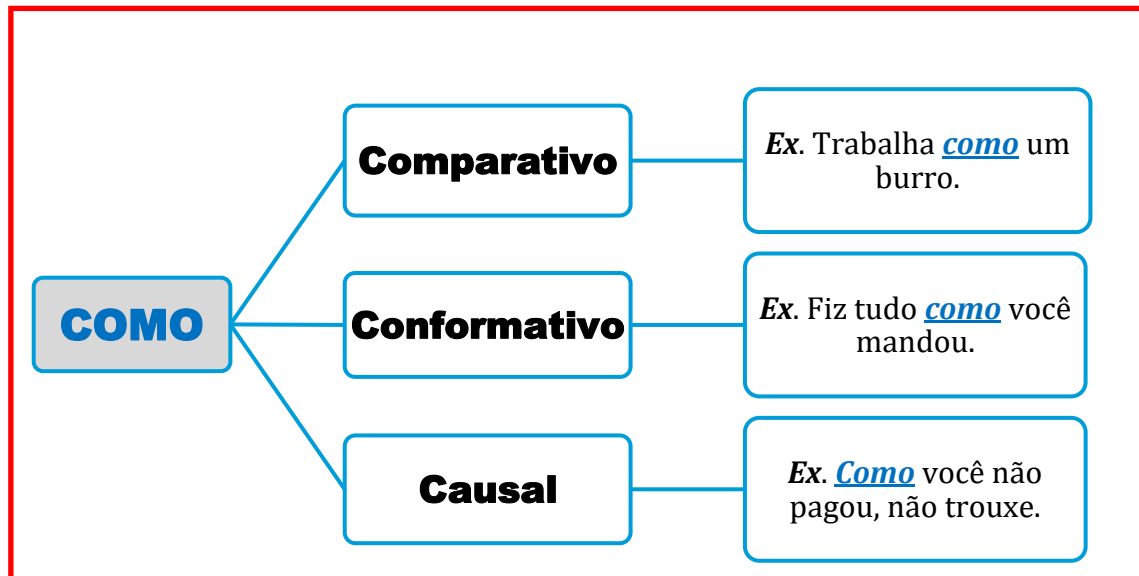 Comparativo
Ex. Trabalha como um
burro.
COMO
Conformativo
Ex. Fiz tudo como você
mandou.
Causal
Ex. Como você não
pagou, não trouxe.